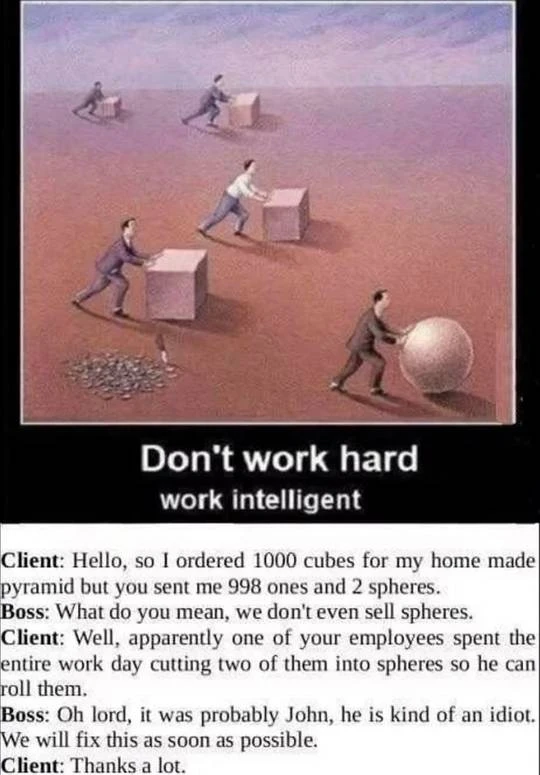 Don't work hard
work intelligent
Client: Hello, so I ordered 1000 cubes for my home made
pyramid but you sent me 998 ones and 2 spheres.
Boss: What do you mean, we don't even sell spheres.
Client: Well, apparently one of your employees spent the
entire work day cutting two of them into spheres so he can
roll them.
Boss: Oh lord, it was probably John, he is kind of an idiot.
We will fix this as soon as possible.
Client: Thanks a lot.